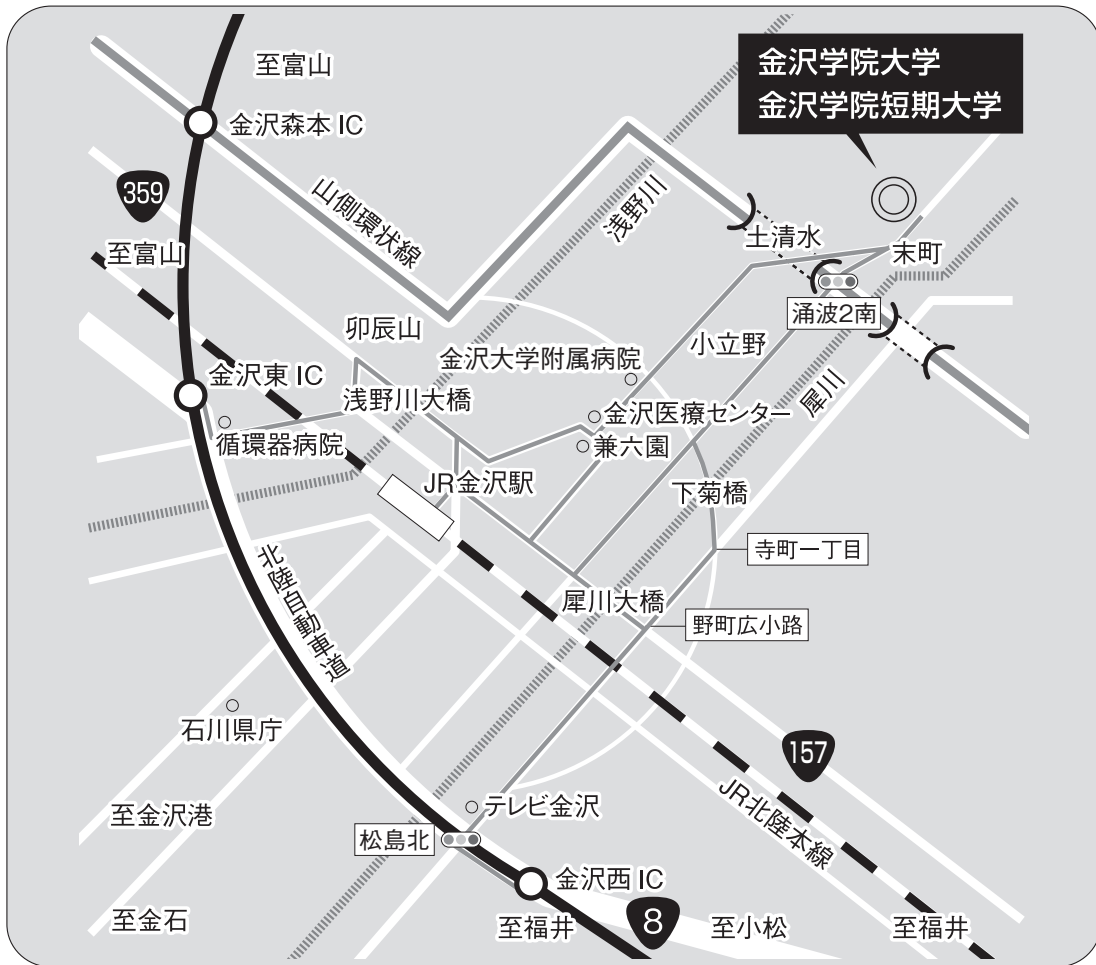 至富山
金沢学院大学
金沢学院短期大学
金沢森本 IC
359
山側環状線
浅野川
土清水
末町
至富山
涌波2南
卯辰山
小立野
金沢大学附属病院
犀川
金沢東 IC
浅野川大橋
金沢医療センター
循環器病院
兼六園
JR金沢駅
下菊橋
寺町一丁目
北陸自動車道
犀川大橋
野町広小路
石川県庁
157
テレビ金沢
至金沢港
JR北陸本線
松島北
金沢西 IC
至金石
至福井
8
至小松
至福井